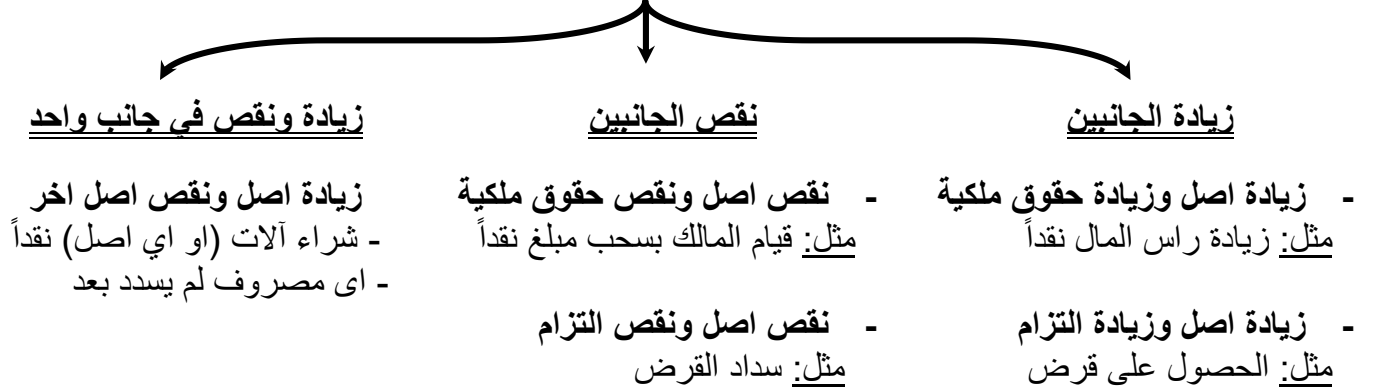 زيادة الجانبين
- زيادة اصل وزيادة حقوق ملكية
مثل: زيادة راس المال نقداً
- زيادة اصل وزيادة التزام
مثل: الحصول على قرض
نقص الجانبين
- نقص اصل ونقص حقوق ملكية
مثل: قيام المالك بسحب مبلغ نقداً
- نقص اصل ونقص التزام
مثل: سداد القرض
زيادة ونقص في جانب واحد
زيادة اصل ونقص اصل اخر
- شراء آلات (او اي اصل) نقداً
- اى مصروف لم يسدد بعد